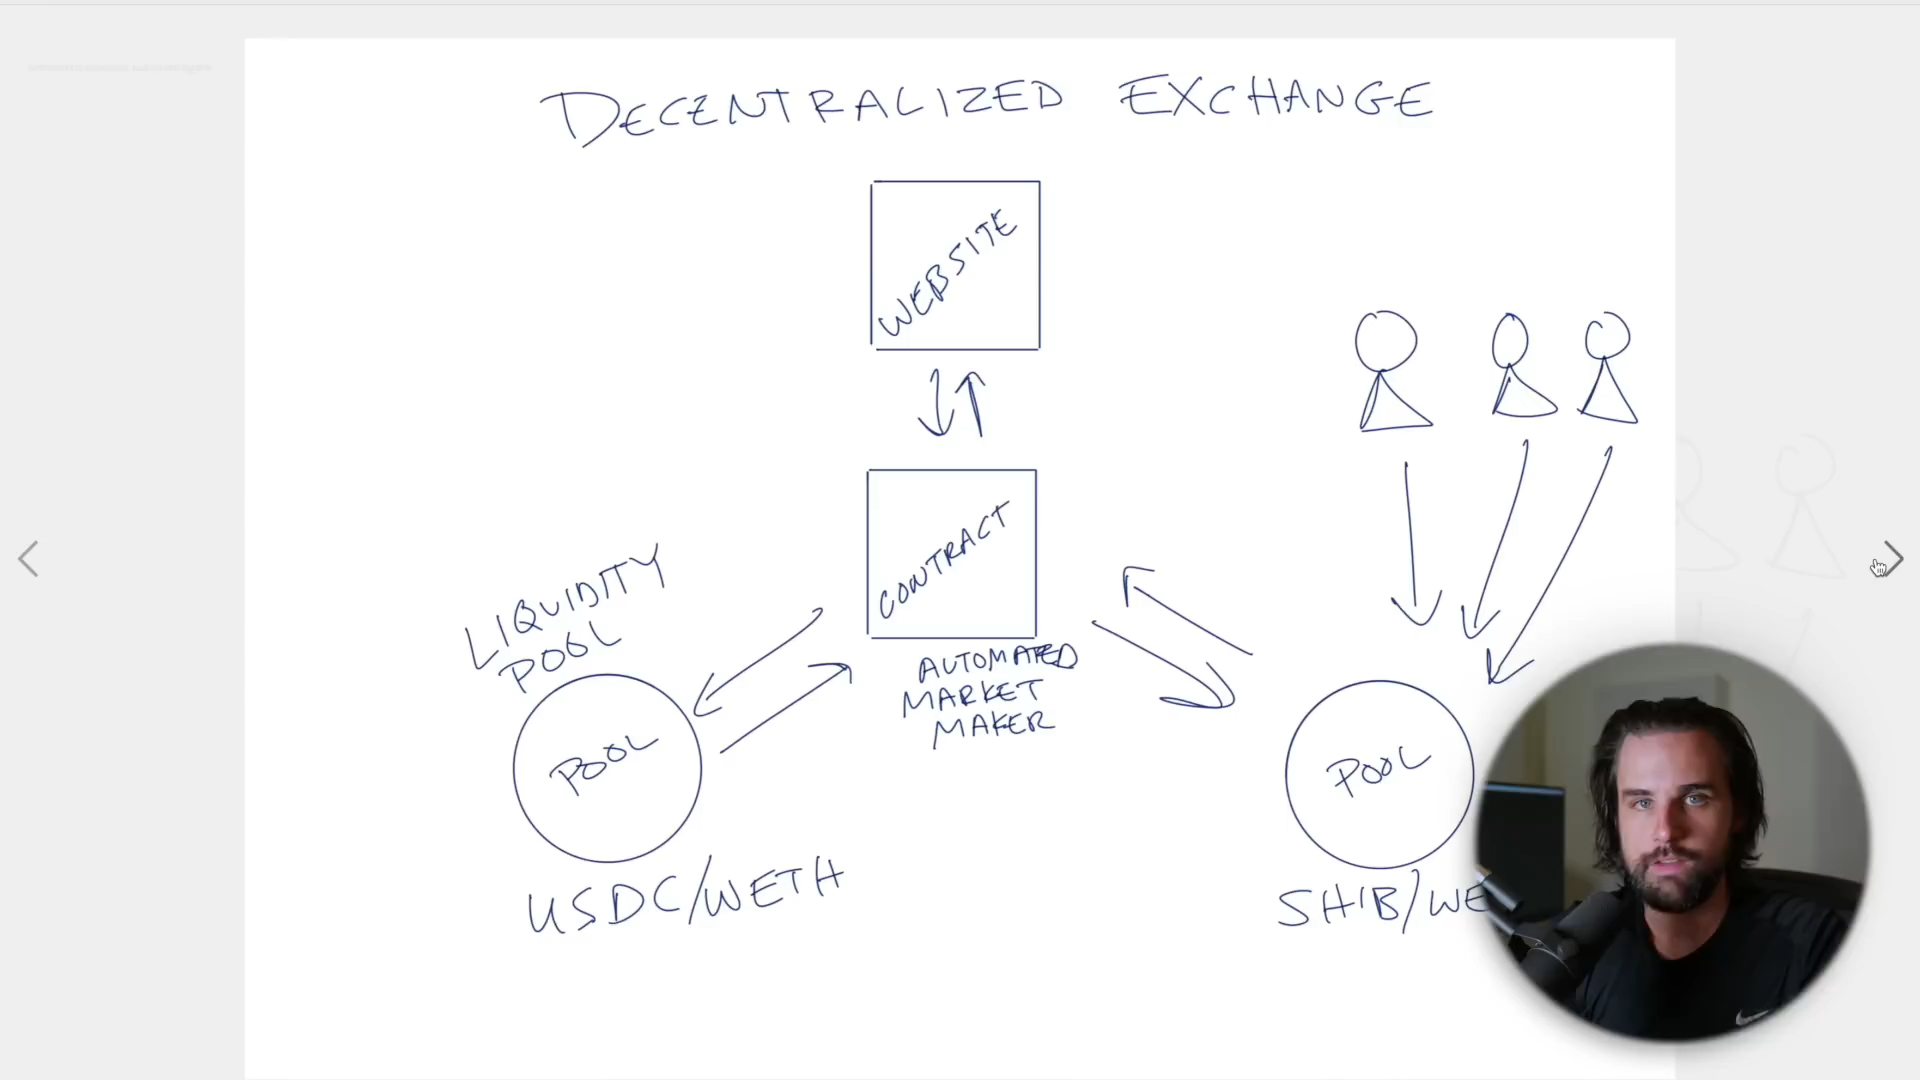 DECENTRALIZED EXCHANGE
WEBSITE
CONTRACT
AUTOMATED
MARKET
MAKER
LIQUIDITY
POOL
POOL
USDC/WETH
POOL
SHIB/WE